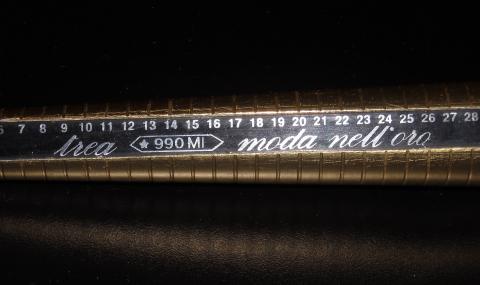 7 8 9 10 11 12 13 14 15 16 17 18 19 20 21 22 23 24 25 26 27 28
trea ★ 990 MI moda nell'oro